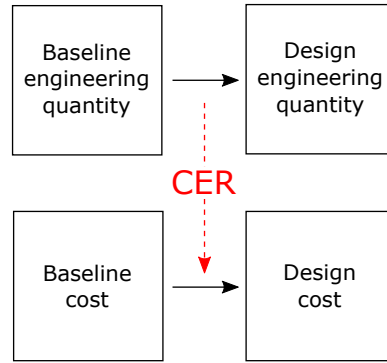 Baseline
engineering
quantity
Design
engineering
quantity
CER
Baseline
cost
Design
cost